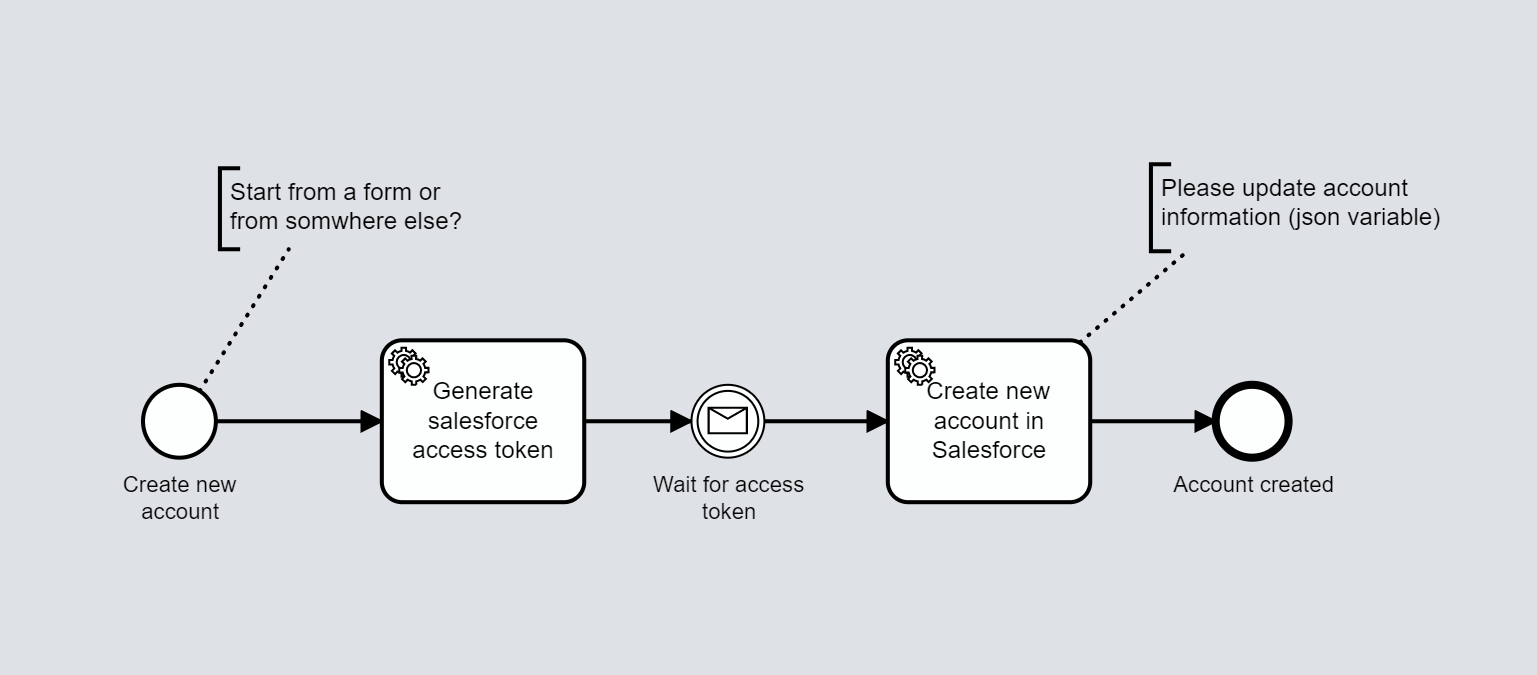 Start from a form or
from somwhere else?
Please update account
information (json variable)
Generate
salesforce
access token
Create new
account in
Salesforce
Create new
account
Wait for access
token
Account created